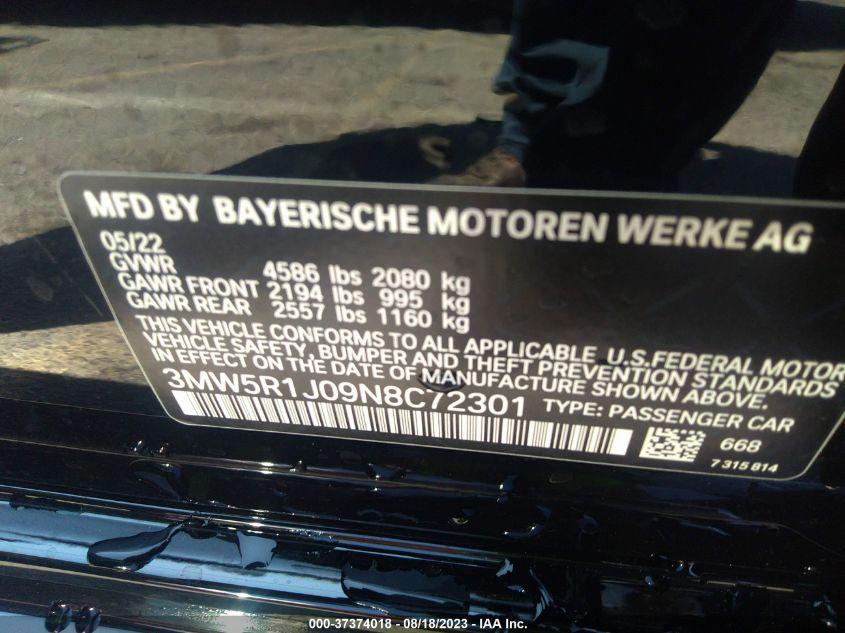 MFD BY BAYERISCHE MOTOREN WERKE AG
05/22
GVWR 4586 lbs 2080 kg
GAWR FRONT 2194 lbs 995 kg
GAWR REAR 2557 lbs 1160 kg
THIS VEHICLE CONFORMS TO ALL APPLICABLE U.S.FEDERAL MOTOR
VEHICLE SAFETY, BUMPER AND THEFT PREVENTION STANDARDS
IN EFFECT ON THE DATE OF MANUFACTURE SHOWN ABOVE.
3MW5R1J09N8C72301 TYPE: PASSENGER CAR
668
7 315 814
000-37374018 - 08/18/2023 - IAA Inc.